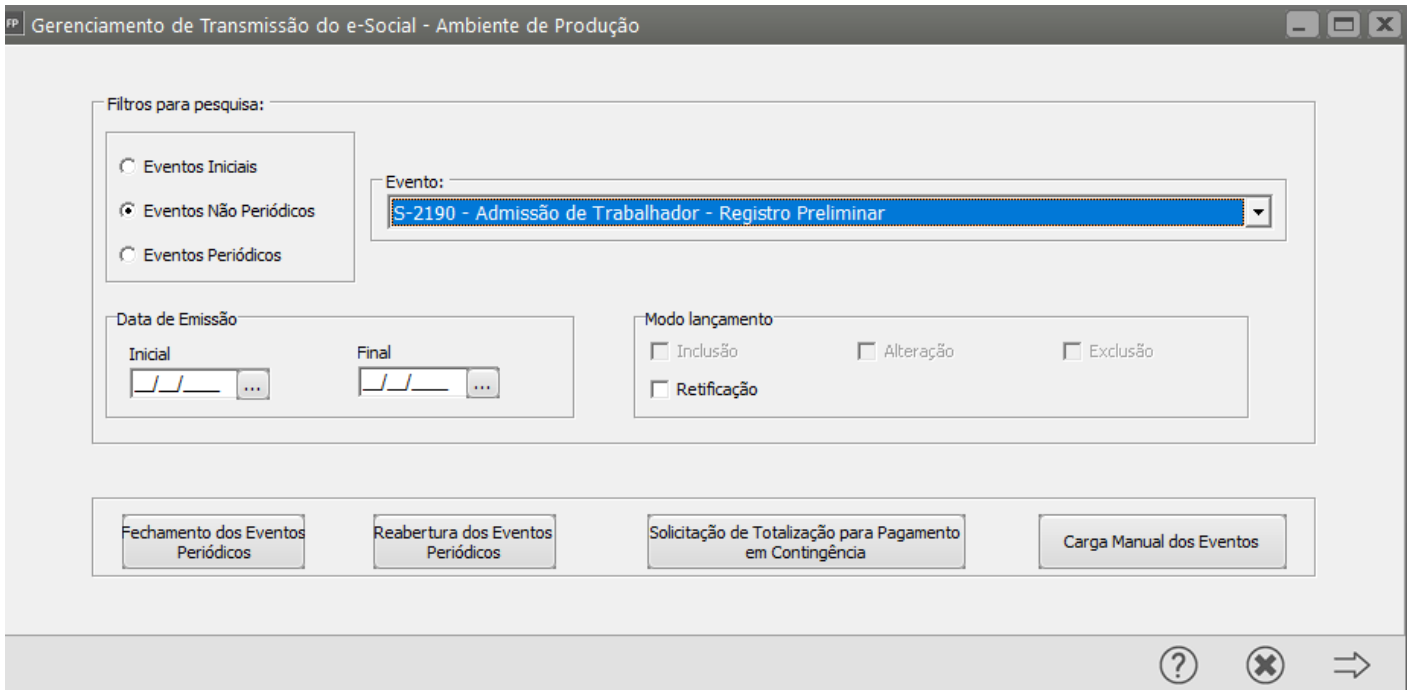 FP Gerenciamento de Transmissão do e-Social - Ambiente de Produção
Filtros para pesquisa:
Eventos Iniciais
Eventos Não Periódicos
Eventos Periódicos
Evento:
S-2190 - Admissão de Trabalhador - Registro Preliminar
Data de Emissão
Inicial
Final
__/__/____ ...
__/__/____ ...
Modo lançamento
Inclusão
Alteração
Exclusão
Retificação
Fechamento dos Eventos
Periódicos
Reabertura dos Eventos
Periódicos
Solicitação de Totalização para Pagamento
em Contingência
Carga Manual dos Eventos